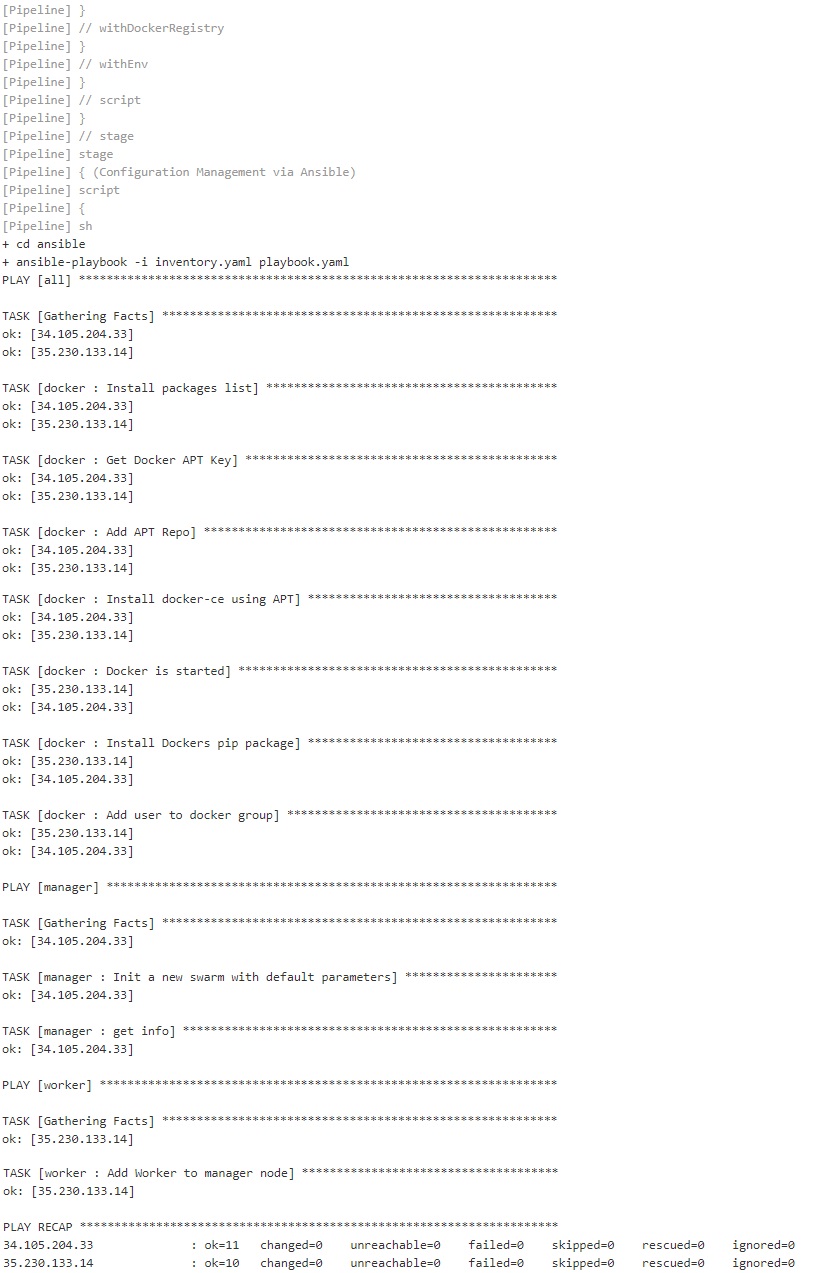 [Pipeline] }
[Pipeline] // withDockerRegistry
[Pipeline] }
[Pipeline] // withEnv
[Pipeline] }
[Pipeline] // script
[Pipeline] }
[Pipeline] // stage
[Pipeline] stage
[Pipeline] { (Configuration Management via Ansible)
[Pipeline] script
[Pipeline] {
[Pipeline] sh
+ cd ansible
+ ansible-playbook -i inventory.yaml playbook.yaml
PLAY [all] *********************************************************************
TASK [Gathering Facts] *********************************************************
ok: [34.105.204.33]
ok: [35.230.133.14]
TASK [docker : Install packages list] ******************************************
ok: [34.105.204.33]
ok: [35.230.133.14]
TASK [docker : Get Docker APT Key] *********************************************
ok: [34.105.204.33]
ok: [35.230.133.14]
TASK [docker : Add APT Repo] ***************************************************
ok: [34.105.204.33]
ok: [35.230.133.14]
TASK [docker : Install docker-ce using APT] ************************************
ok: [34.105.204.33]
ok: [35.230.133.14]
TASK [docker : Docker is started] **********************************************
ok: [35.230.133.14]
ok: [34.105.204.33]
TASK [docker : Install Dockers pip package] ************************************
ok: [35.230.133.14]
ok: [34.105.204.33]
TASK [docker : Add user to docker group] ***************************************
ok: [35.230.133.14]
ok: [34.105.204.33]
PLAY [manager] *****************************************************************
TASK [Gathering Facts] *********************************************************
ok: [34.105.204.33]
TASK [manager : Init a new swarm with default parameters] **********************
ok: [34.105.204.33]
TASK [manager : get info] ******************************************************
ok: [34.105.204.33]
PLAY [worker] ******************************************************************
TASK [Gathering Facts] *********************************************************
ok: [35.230.133.14]
TASK [worker : Add Worker to manager node] *************************************
ok: [35.230.133.14]
PLAY RECAP *********************************************************************
34.105.204.33 : ok=11 changed=0 unreachable=0 failed=0 skipped=0 rescued=0 ignored=0
35.230.133.14 : ok=10 changed=0 unreachable=0 failed=0 skipped=0 rescued=0 ignored=0